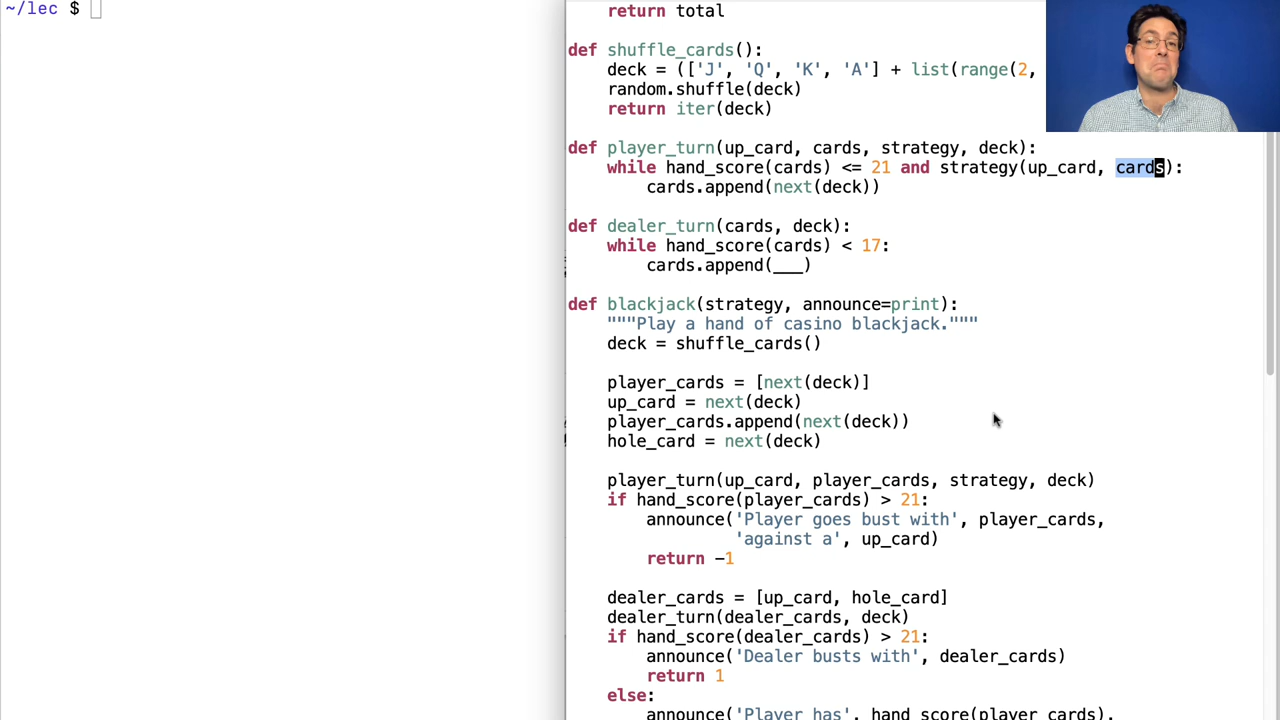 ~/lec $
return total
def shuffle_cards():
deck = (['J', 'Q', 'K', 'A'] + list(range(2,
random.shuffle(deck)
return iter(deck)
def player_turn(up_card, cards, strategy, deck):
while hand_score(cards) <= 21 and strategy(up_card, cards):
cards.append(next(deck))
def dealer_turn(cards, deck):
while hand_score(cards) < 17:
cards.append(___)
def blackjack(strategy, announce=print):
"""Play a hand of casino blackjack."""
deck = shuffle_cards()
player_cards = [next(deck)]
up_card = next(deck)
player_cards.append(next(deck))
hole_card = next(deck)
player_turn(up_card, player_cards, strategy, deck)
if hand_score(player_cards) > 21:
announce('Player goes bust with', player_cards,
'against a', up_card)
return -1
dealer_cards = [up_card, hole_card]
dealer_turn(dealer_cards, deck)
if hand_score(dealer_cards) > 21:
announce('Dealer busts with', dealer_cards)
return 1
else:
announce('Player has', hand_score(player_cards),